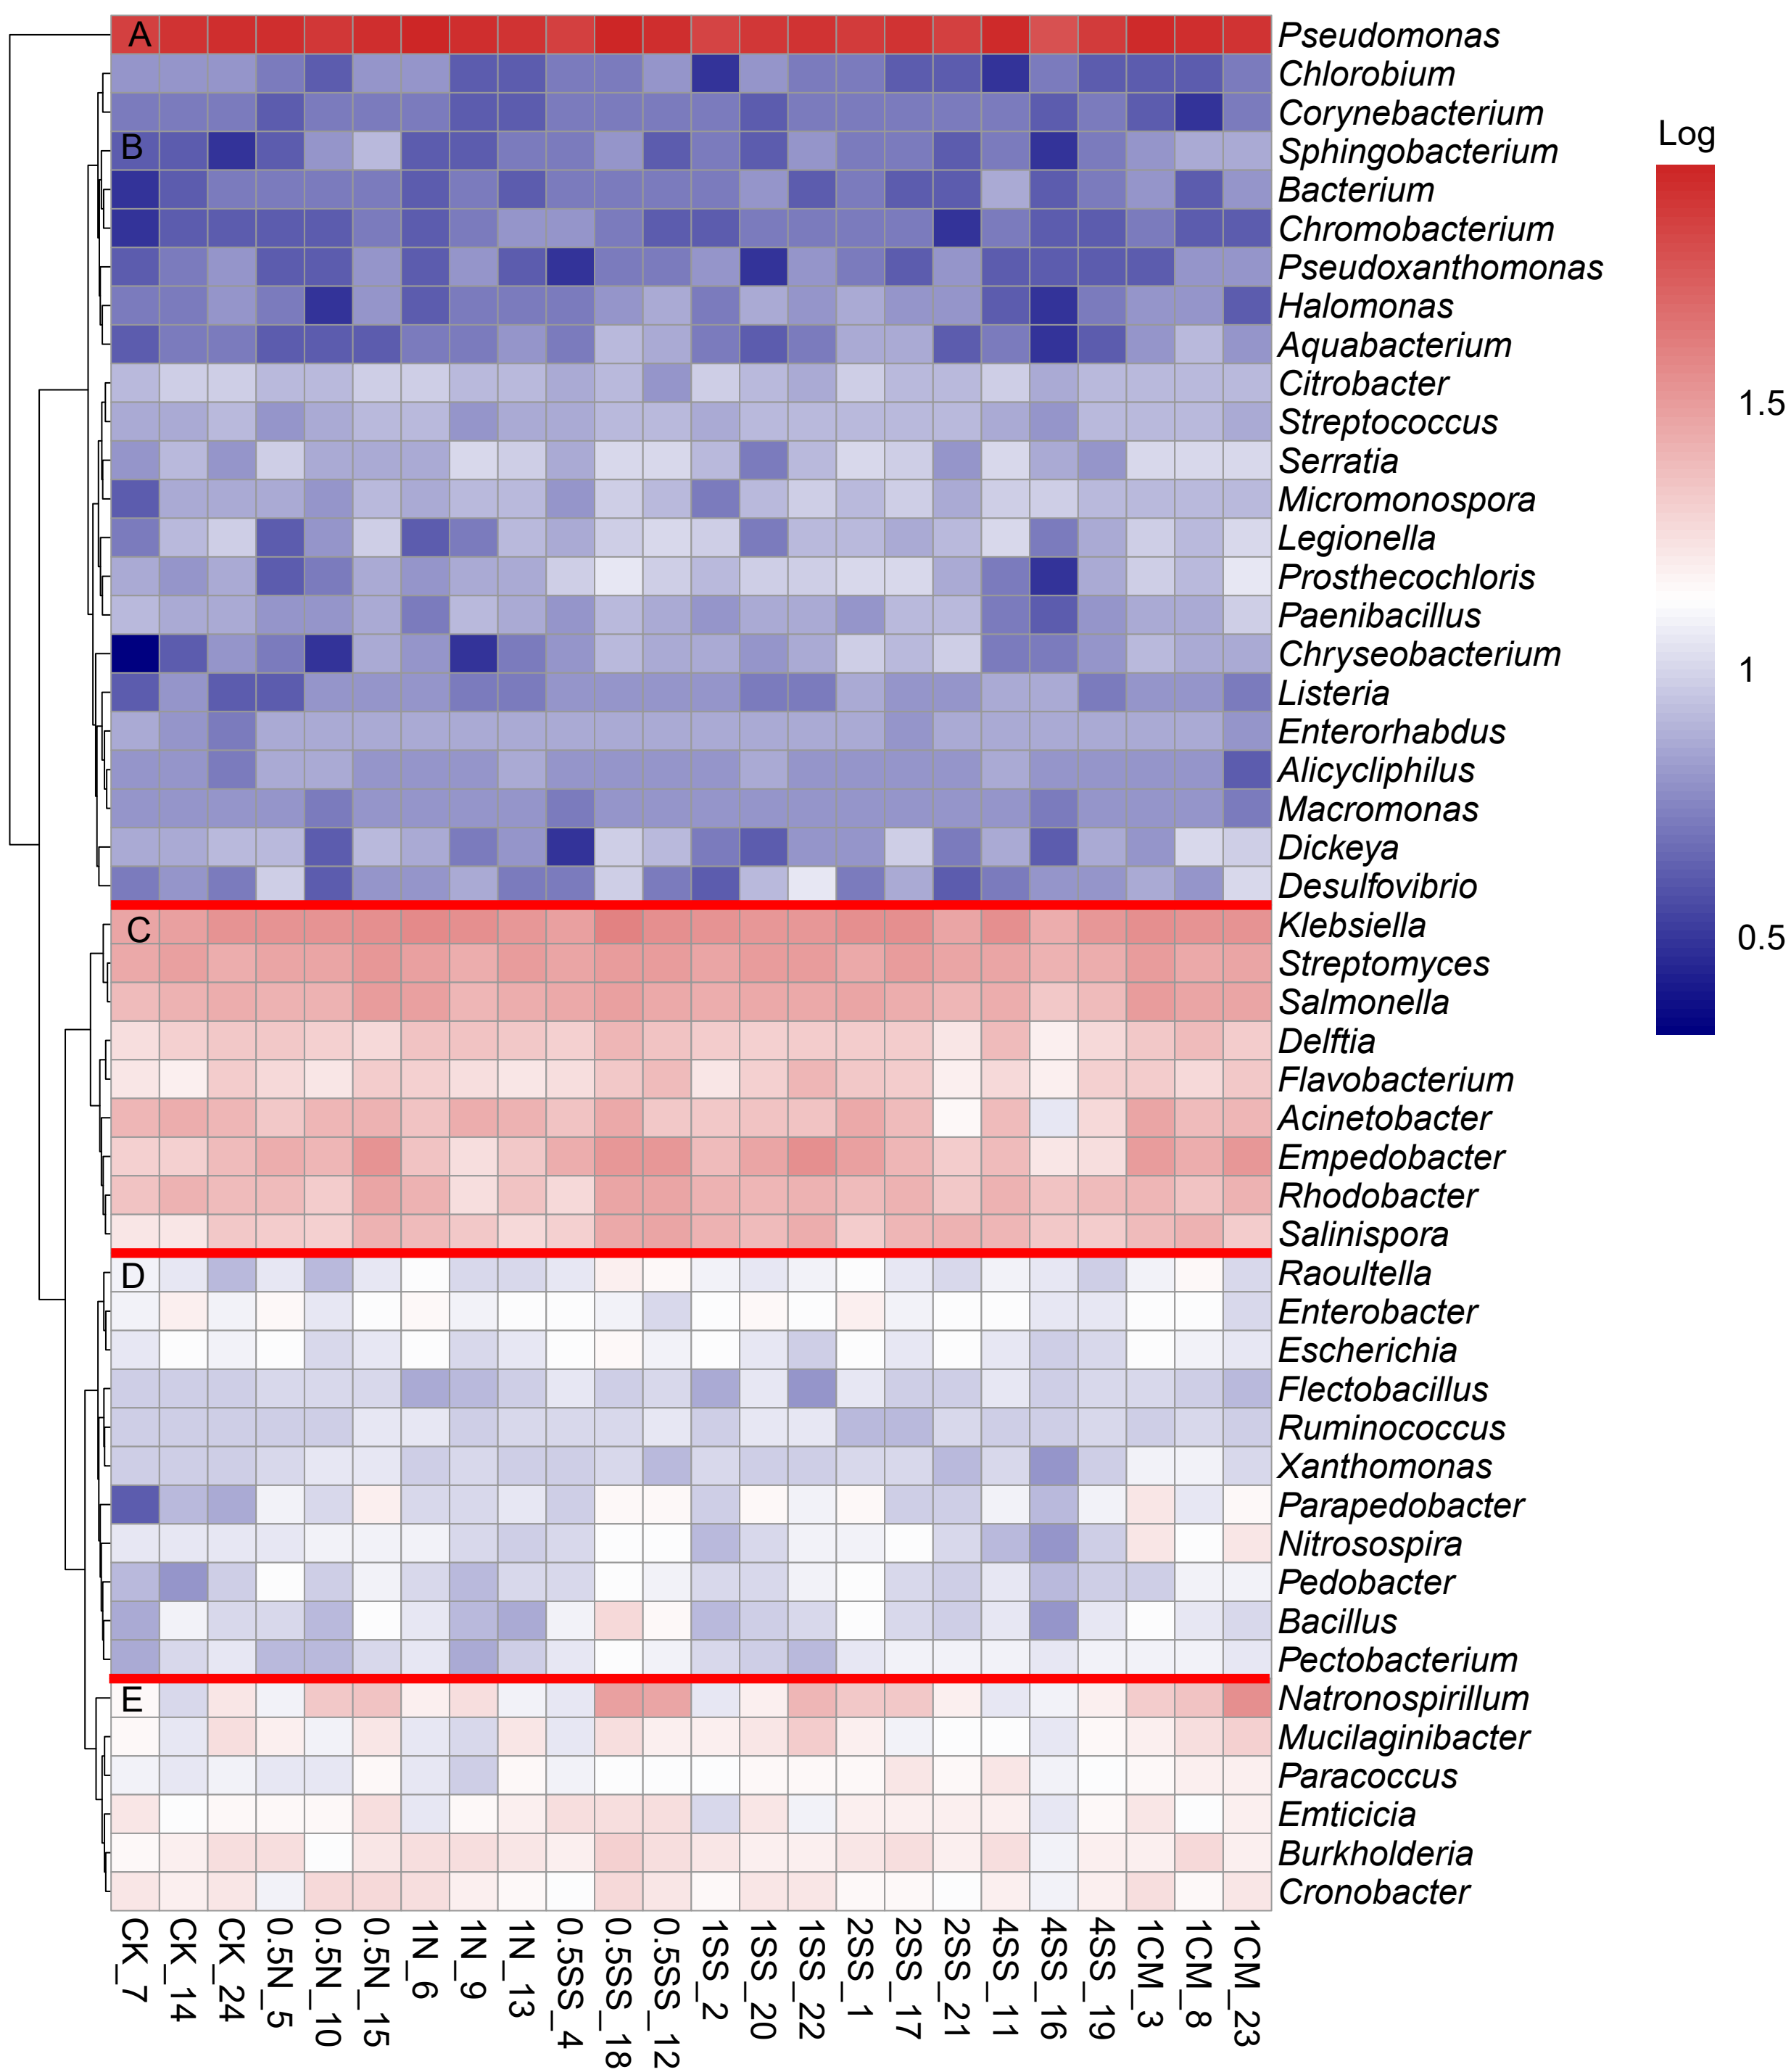 A
Pseudomonas
Chlorobium
Corynebacterium
B
Sphingobacterium
Bacterium
Chromobacterium
Pseudoxanthomonas
Halomonas
Aquabacterium
Citrobacter
Streptococcus
Serratia
Micromonospora
Legionella
Prosthecochloris
Paenibacillus
Chryseobacterium
Listeria
Enterorhabdus
Alicycliphilus
Macromonas
Dickeya
Desulfovibrio
C
Klebsiella
Streptomyces
Salmonella
Delftia
Flavobacterium
Acinetobacter
Empedobacter
Rhodobacter
Salinispora
D
Raoultella
Enterobacter
Escherichia
Flectobacillus
Ruminococcus
Xanthomonas
Parapedobacter
Nitrosospira
Pedobacter
Bacillus
Pectobacterium
E
Natronospirillum
Mucilaginibacter
Paracoccus
Emticicia
Burkholderia
Cronobacter
CK_7
CK_14
CK_24
0.5N_5
0.5N_10
0.5N_15
1N_6
1N_9
1N_13
0.5SS_4
0.5SS_18
0.5SS_12
1SS_2
1SS_20
1SS_22
2SS_1
2SS_17
2SS_21
4SS_11
4SS_16
4SS_19
1CM_3
1CM_8
1CM_23
Log
1.5
1
0.5